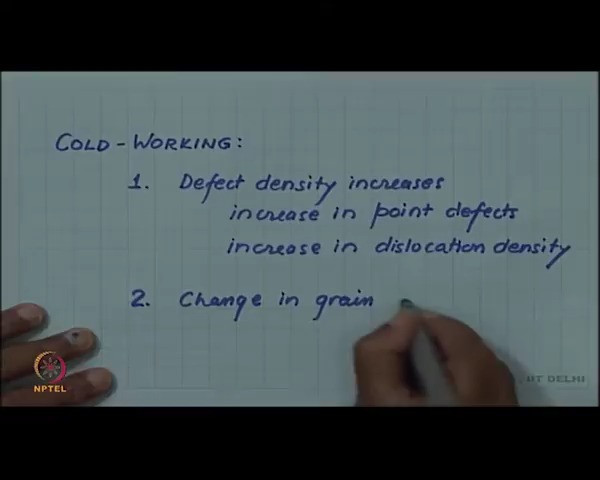 COLD-WORKING:
1. Defect density increases
increase in point defects
increase in dislocation density
2. Change in grain
NPTEL
IIT DELHI